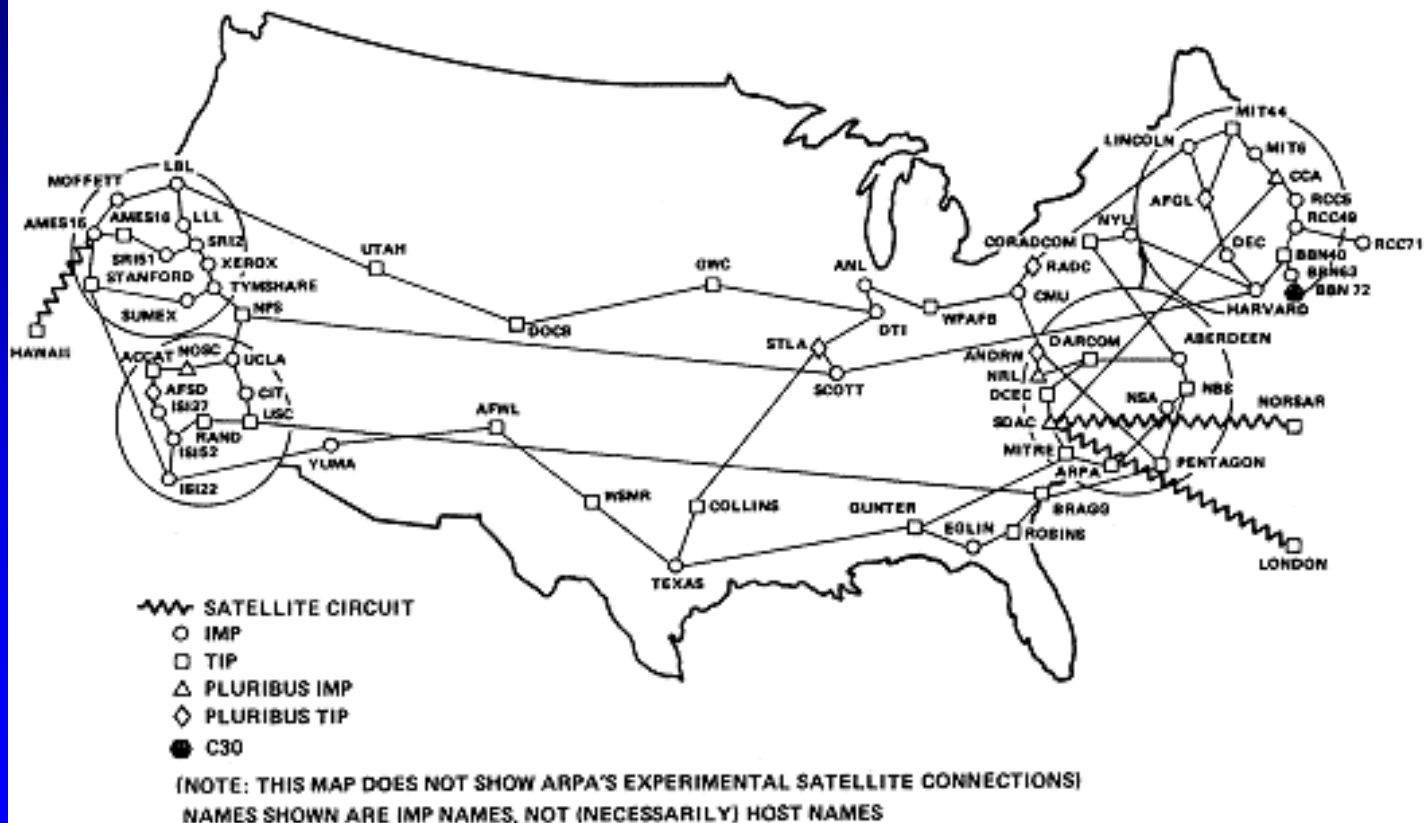 MIT44
LINCOLN
MIT6
CCA
LBL
MOFFETT
AFGL
RCC5
RCC49
AMES15
AMES16
LLL
NYU
CORADCOM
DEC
RCC71
SRI2
UTAH
SRI51
XEROX
RADC
BBN40
STANFORD
GWC
ANL
BBN63
TYMSHARE
CMU
BBN 72
SUMEX
NPS
HARVARD
WPAFB
DTI
DOCB
HAWAII
STLA
DARCOM
ABERDEEN
ACCAT
NOSC
UCLA
ANDRW
SCOTT
NRL
AFSD
CIT
DCEC
NBS
NSA
ISI27
AFWL
NORSAR
USC
SDAC
RAND
ISI52
YUMA
MITRE
PENTAGON
ARPA
ISI22
WSMR
COLLINS
GUNTER
BRAGG
EGLIN
ROBINS
LONDON
TEXAS
SATELLITE CIRCUIT
IMP
TIP
PLURIBUS IMP
PLURIBUS TIP
C30
(NOTE: THIS MAP DOES NOT SHOW ARPA'S EXPERIMENTAL SATELLITE CONNECTIONS)
NAMES SHOWN ARE IMP NAMES, NOT (NECESSARILY) HOST NAMES